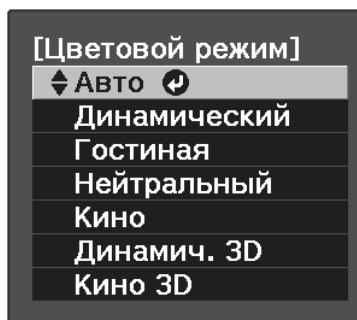 [Цветовой режим]
Авто
Динамический
Гостиная
Нейтральный
Кино
Динамич. 3D
Кино 3D